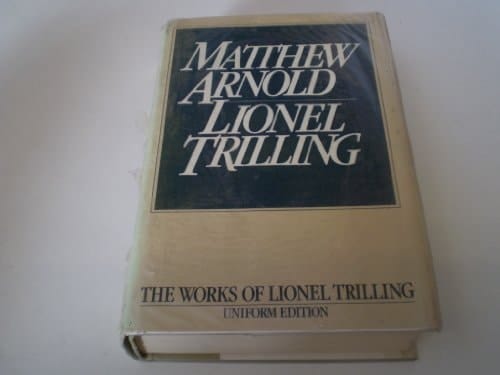 MATTHEW
ARNOLD
LIONEL
TRILLING
THE WORKS OF LIONEL TRILLING
UNIFORM EDITION